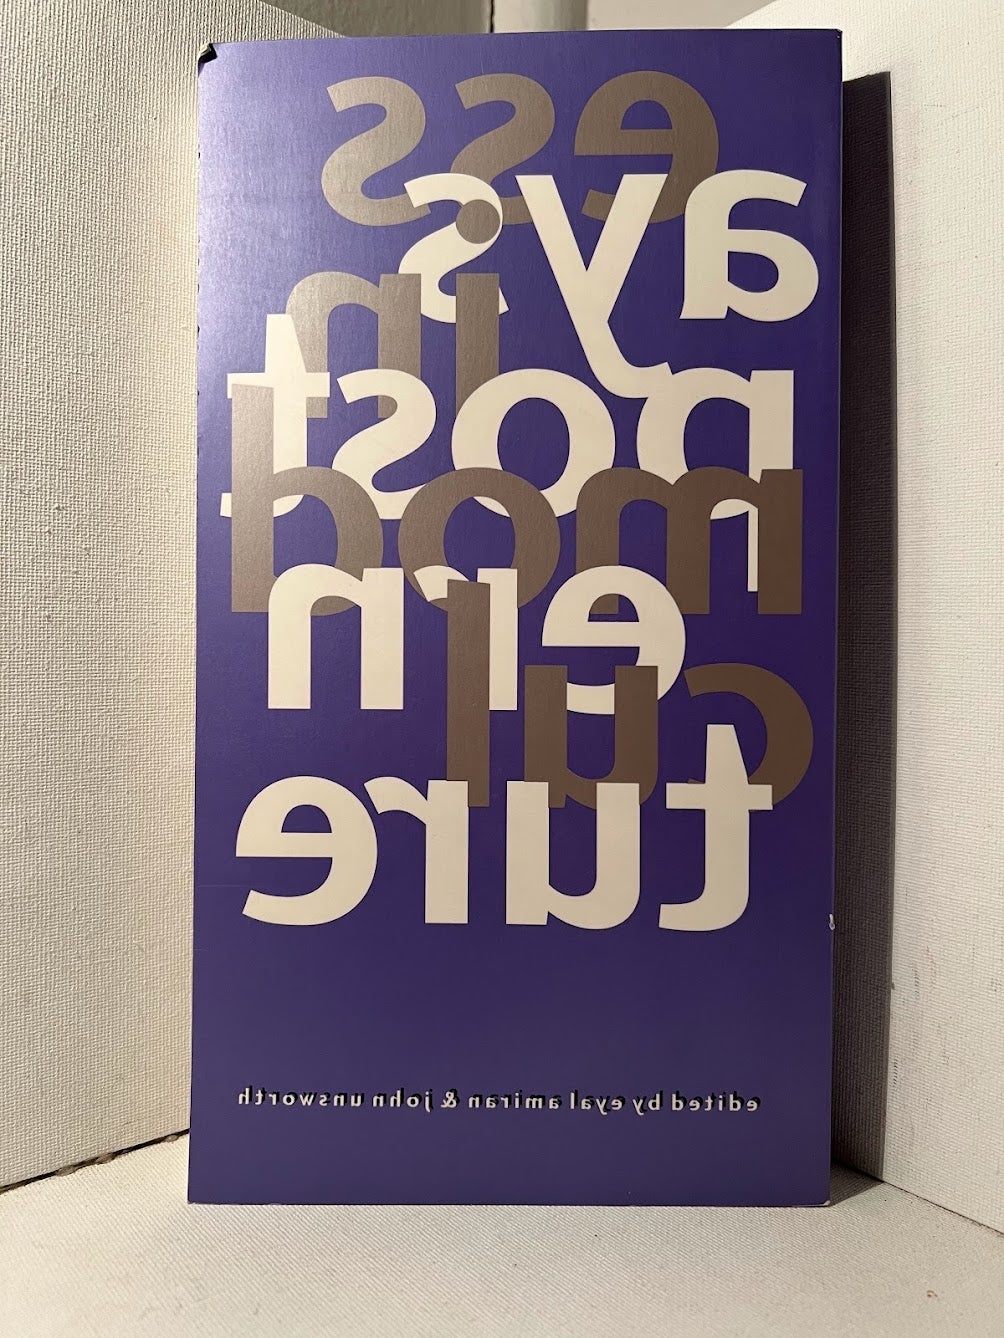 ess
ays
in
post
mod
ern
cul
ture
edited by eyal amiran & john unsworth